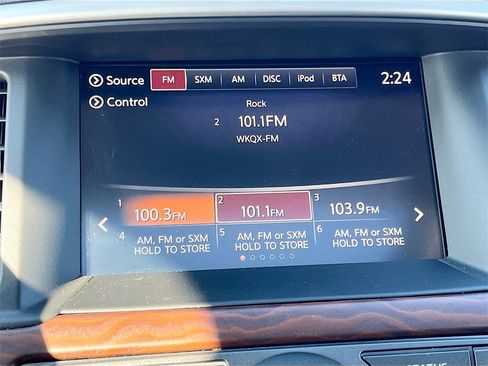 Source FM SXM AM DISC iPod BTA 2:24
Control
Rock
2 101.1FM
WKQX-FM
1 100.3FM 2 101.1FM 3 103.9FM
4 AM, FM or SXM 5 AM, FM or SXM 6 AM, FM or SXM
HOLD TO STORE HOLD TO STORE HOLD TO STORE
STATUS